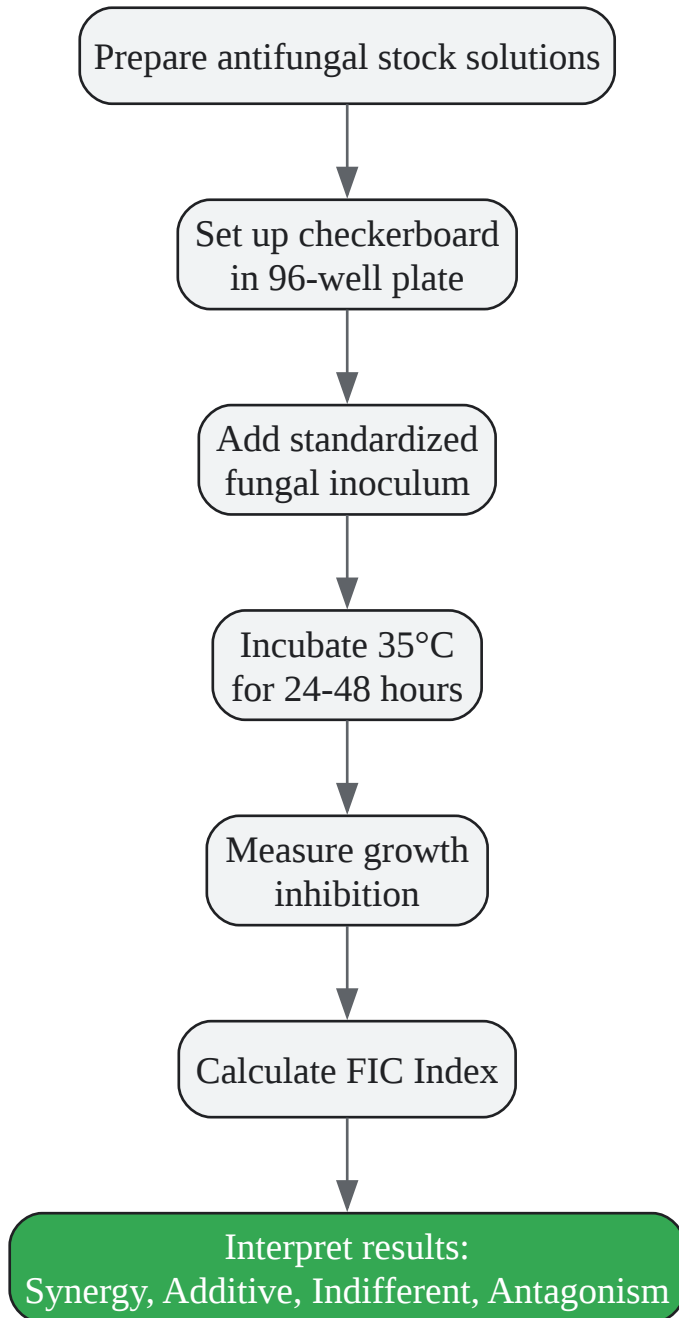 Prepare antifungal stock solutions
Set up checkerboard
in 96-well plate
Add standardized
fungal inoculum
Incubate 35°C
for 24-48 hours
Measure growth
inhibition
Calculate FIC Index
Interpret results:
Synergy, Additive, Indifferent, Antagonism